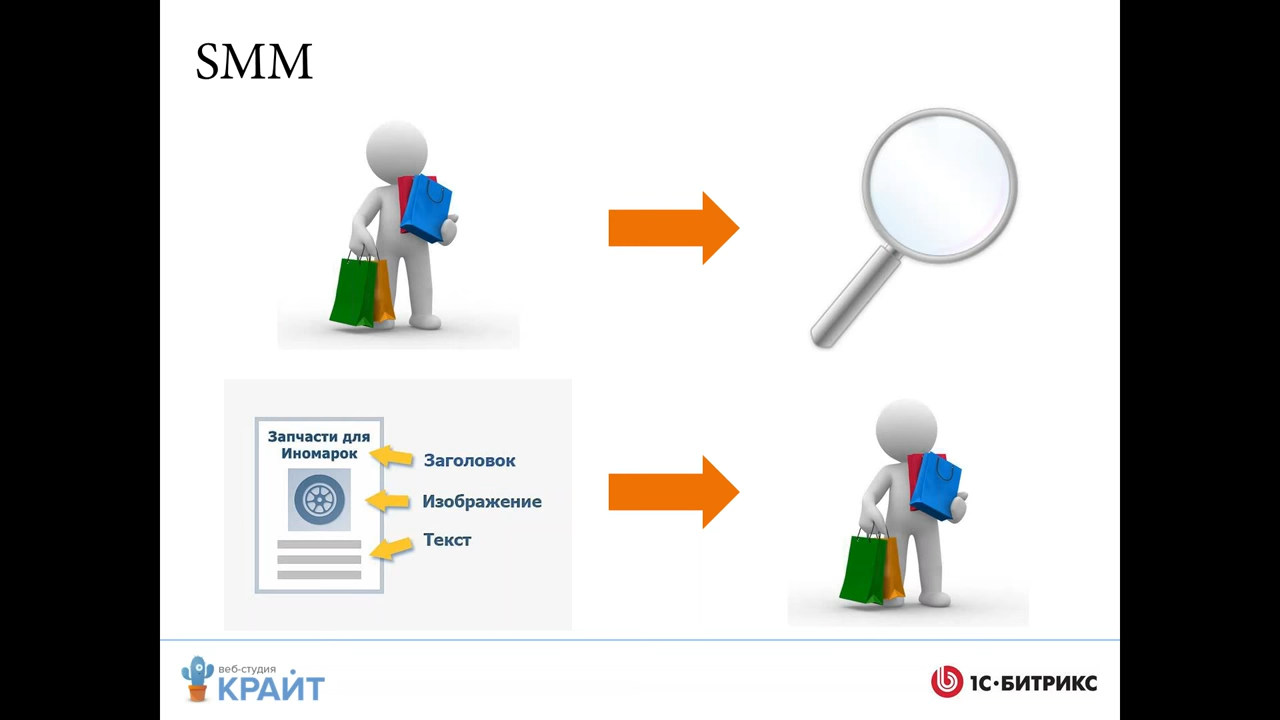 SMM
Запчасти для
Иномарок
Заголовок
Изображение
Текст
веб-студия
КРАЙТ
1С·БИТРИКС